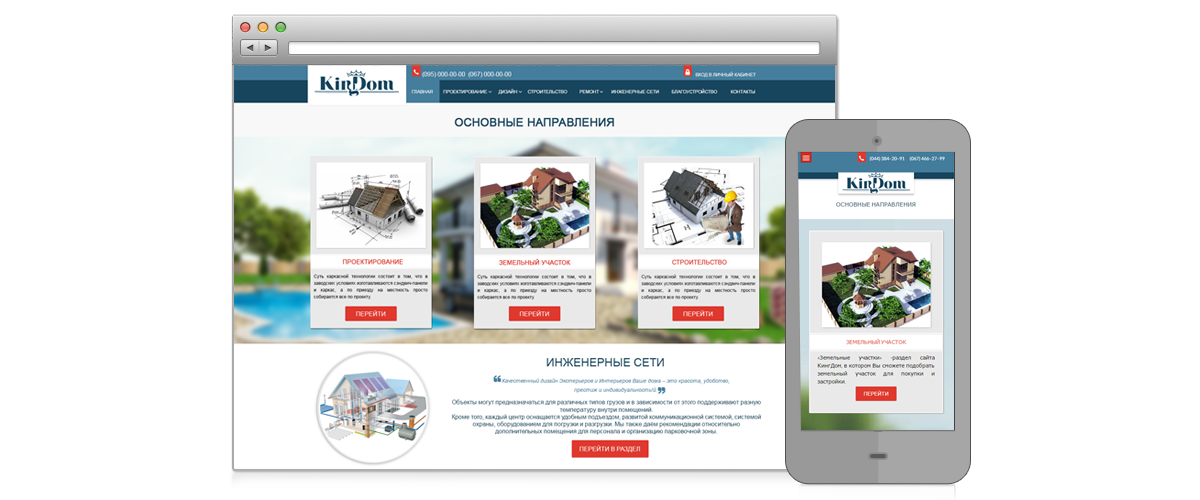 KingDom
(095) 000-00-00, (067) 000-00-00
ВХОД В ЛИЧНЫЙ КАБИНЕТ
ГЛАВНАЯ ПРОЕКТИРОВАНИЕ ДИЗАЙН СТРОИТЕЛЬСТВО РЕМОНТ ИНЖЕНЕРНЫЕ СЕТИ БЛАГОУСТРОЙСТВО КОНТАКТЫ
ОСНОВНЫЕ НАПРАВЛЕНИЯ
ПРОЕКТИРОВАНИЕ
Суть каркасной технологии состоит в том, что в
заводских условиях изготавливаются сэндвич-панели
и каркас, а по приезду на местность просто
собирается все по проекту.
ПЕРЕЙТИ
ЗЕМЕЛЬНЫЙ УЧАСТОК
Суть каркасной технологии состоит в том, что в
заводских условиях изготавливаются сэндвич-панели
и каркас, а по приезду на местность просто
собирается все по проекту.
ПЕРЕЙТИ
СТРОИТЕЛЬСТВО
Суть каркасной технологии состоит в том, что в
заводских условиях изготавливаются сэндвич-панели
и каркас, а по приезду на местность просто
собирается все по проекту.
ПЕРЕЙТИ
ИНЖЕНЕРНЫЕ СЕТИ
Качественный дизайн Экстерьеров и Интерьеров Ваше дома – это красота, удобство,
престиж и индивидуальность!
Объекты могут предназначаться для различных типов грузов и в зависимости от этого поддерживают разную
температуру внутри помещений.
Кроме того, каждый центр оснащается удобным подъездом, развитой коммуникационной системой, системой
охраны, оборудованием для погрузки и разгрузки. Мы также даём рекомендации относительно
дополнительных помещений для персонала и организацию парковочной зоны.
ПЕРЕЙТИ В РАЗДЕЛ
(044) 384-20-91 (067) 466-37-99
KingDom
ОСНОВНЫЕ НАПРАВЛЕНИЯ
ЗЕМЕЛЬНЫЙ УЧАСТОК
«Земельные участки» -раздел сайта
КингДом, в котором Вы сможете подобрать
земельный участок для покупки и
застройки.
ПЕРЕЙТИ